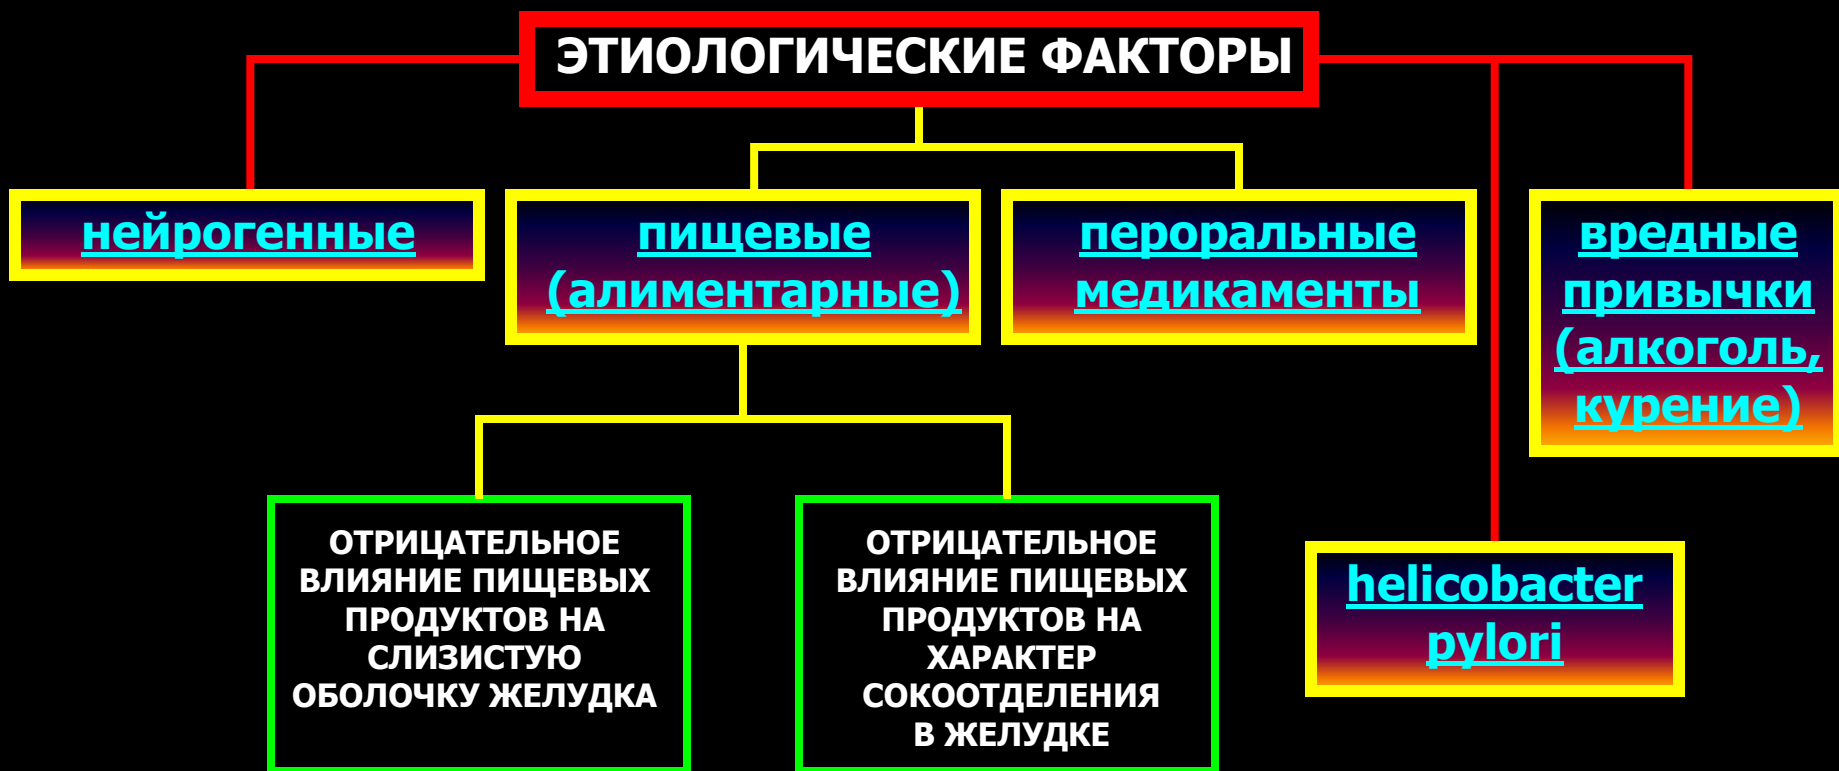 ЭТИОЛОГИЧЕСКИЕ ФАКТОРЫ
нейрогенные
пищевые
(алиментарные)
пероральные
медикаменты
вредные
привычки
(алкоголь,
курение)
ОТРИЦАТЕЛЬНОЕ
ВЛИЯНИЕ ПИЩЕВЫХ
ПРОДУКТОВ НА
СЛИЗИСТУЮ
ОБОЛОЧКУ ЖЕЛУДКА
ОТРИЦАТЕЛЬНОЕ
ВЛИЯНИЕ ПИЩЕВЫХ
ПРОДУКТОВ НА
ХАРАКТЕР
СОКООТДЕЛЕНИЯ
В ЖЕЛУДКЕ
helicobacter
pylori